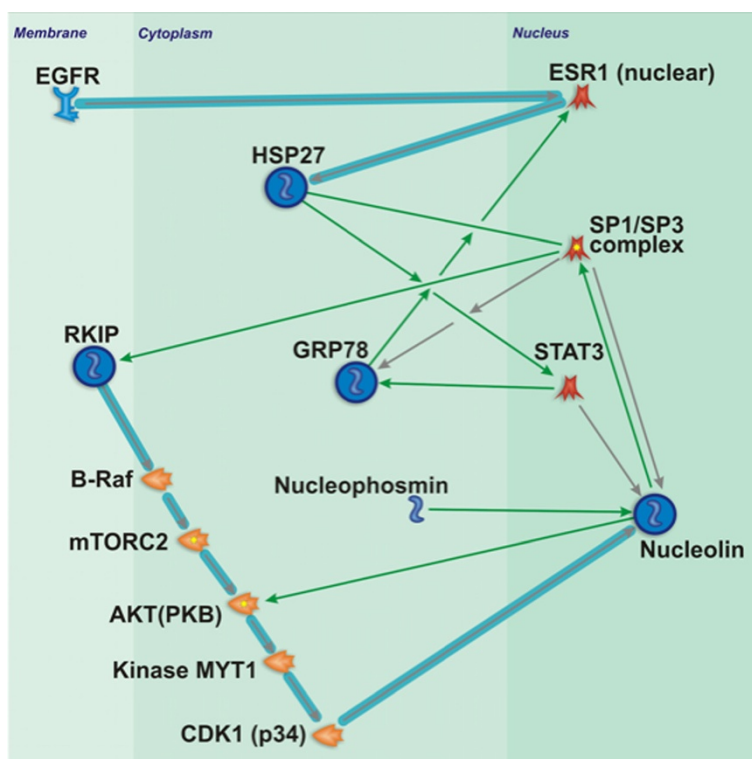 Membrane
Cytoplasm
Nucleus
EGFR
ESR1 (nuclear)
HSP27
SP1/SP3
complex
RKIP
GRP78
STAT3
B-Raf
Nucleophosmin
mTORC2
Nucleolin
AKT(PKB)
Kinase MYT1
CDK1 (p34)